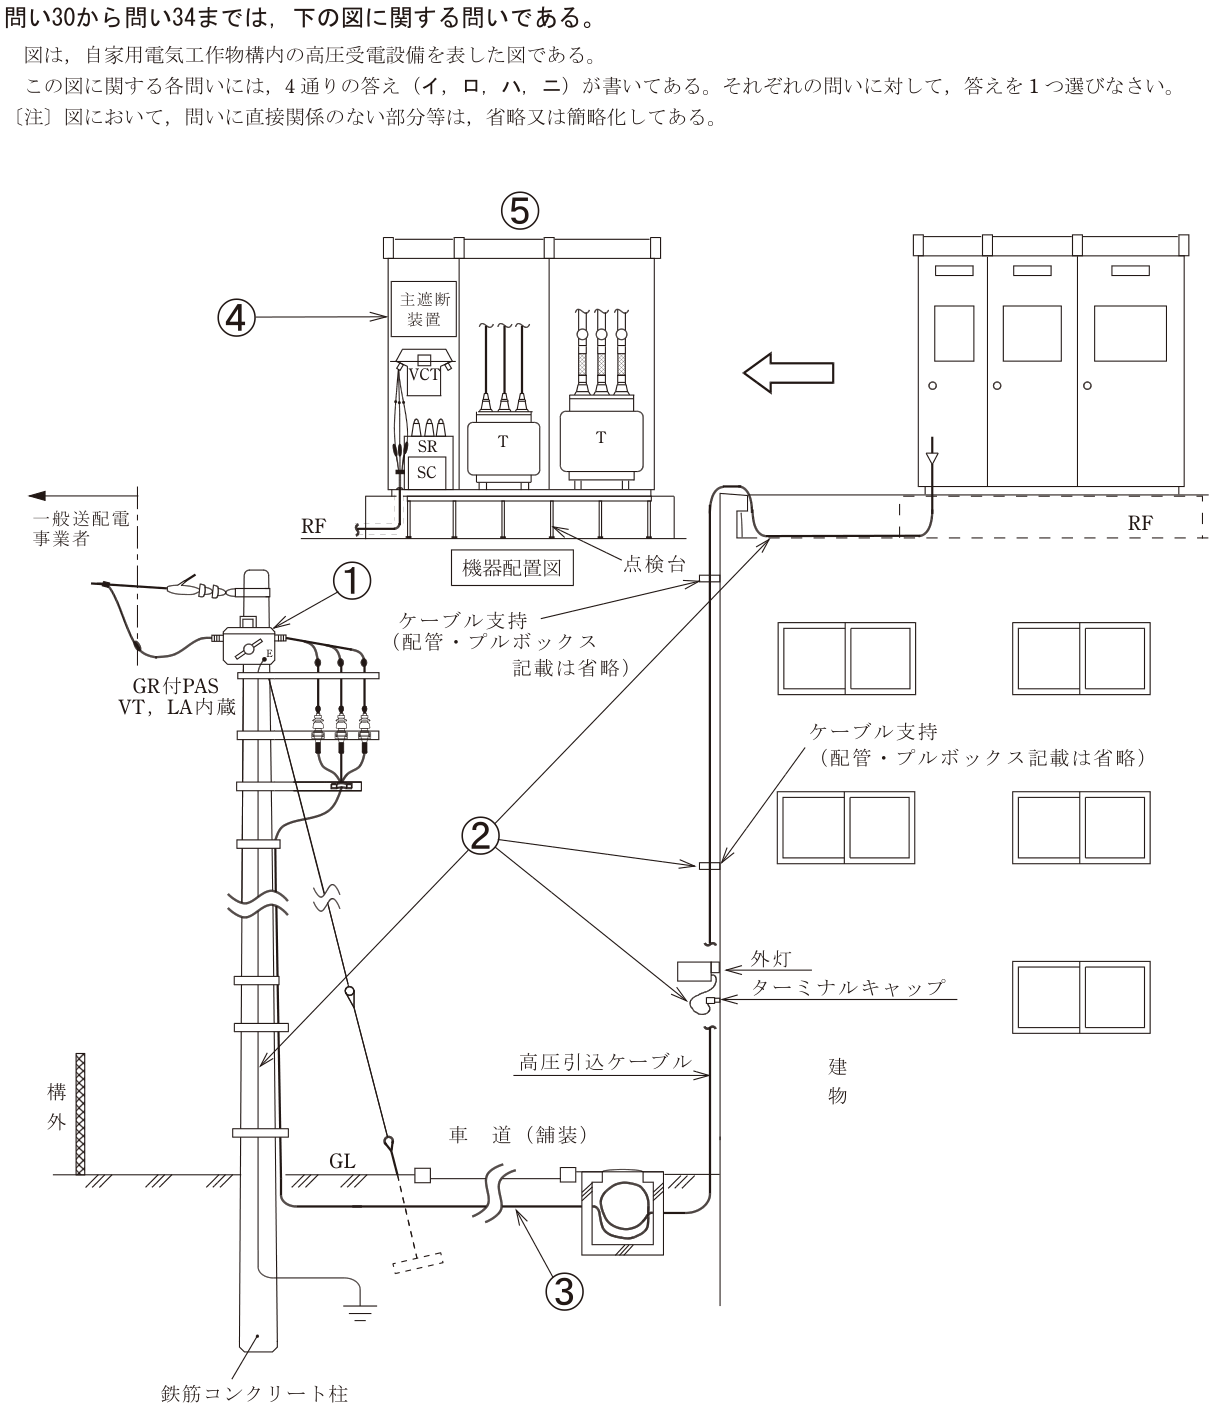 問い30から問い34までは，下の図に関する問いである。
図は，自家用電気工作物構内の高圧受電設備を表した図である。
この図に関する各問いには，4 通りの答え（イ，ロ，ハ，ニ）が書いてある。それぞれの問いに対して，答えを 1 つ選びなさい。
〔注〕図において，問いに直接関係のない部分等は，省略又は簡略化してある。
⑤
④
主遮断
装置
VCT
SR
SC
T
T
RF
機器配置図
点検台
RF
一般送配電
事業者
①
E
GR付PAS
VT，LA内蔵
ケーブル支持
（配管・プルボックス
記載は省略）
ケーブル支持
（配管・プルボックス記載は省略）
②
外灯
ターミナルキャップ
高圧引込ケーブル
建
物
構
外
車　道（舗装）
GL
③
鉄筋コンクリート柱